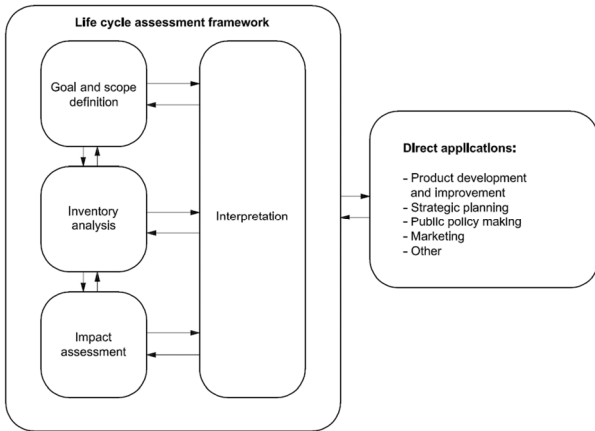 Life cycle assessment framework
Goal and scope
definition
Inventory
analysis
Impact
assessment
Interpretation
Direct applications:
- Product development
and improvement
- Strategic planning
- Public policy making
- Marketing
- Other